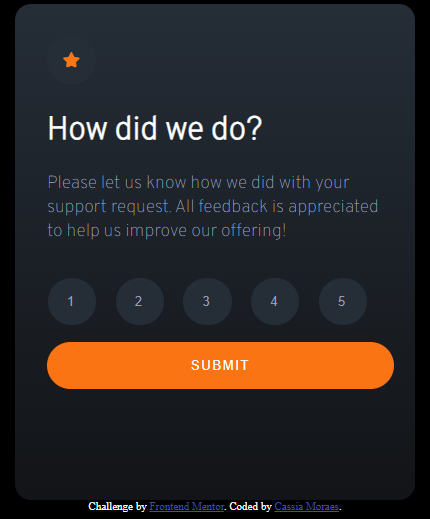 How did we do?
Please let us know how we did with your
support request. All feedback is appreciated
to help us improve our offering!
1 2 3 4 5
SUBMIT
Challenge by Frontend Mentor. Coded by Cassia Moraes.